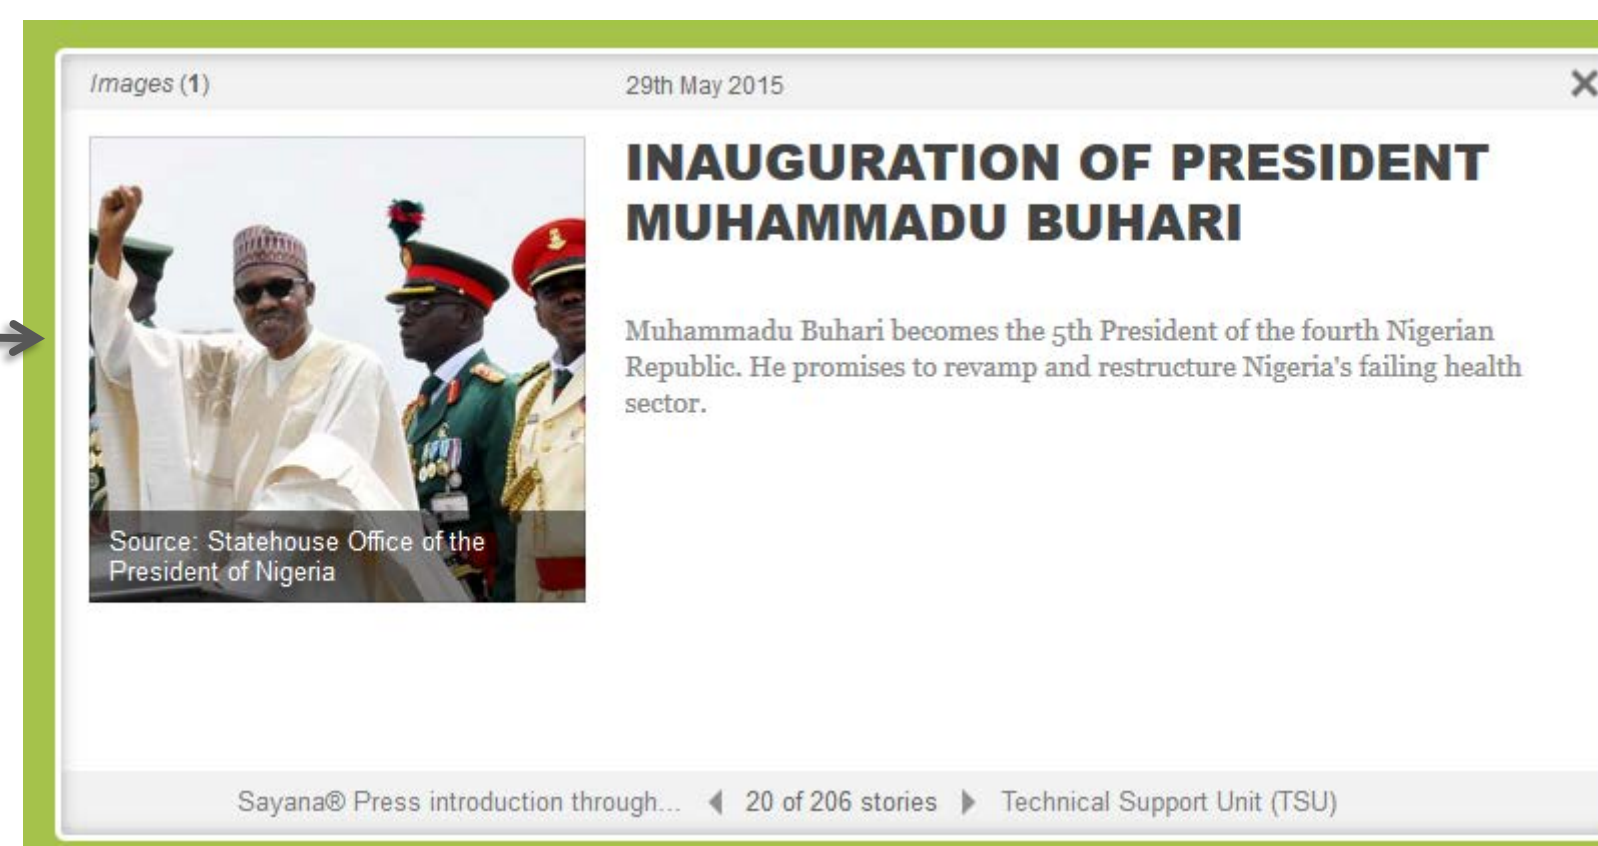 Images (1)
29th May 2015
INAUGURATION OF PRESIDENT
MUHAMMADU BUHARI
Muhammadu Buhari becomes the 5th President of the fourth Nigerian
Republic. He promises to revamp and restructure Nigeria's failing health
sector.
Source: Statehouse Office of the
President of Nigeria
Sayana® Press introduction through...
20 of 206 stories
Technical Support Unit (TSU)